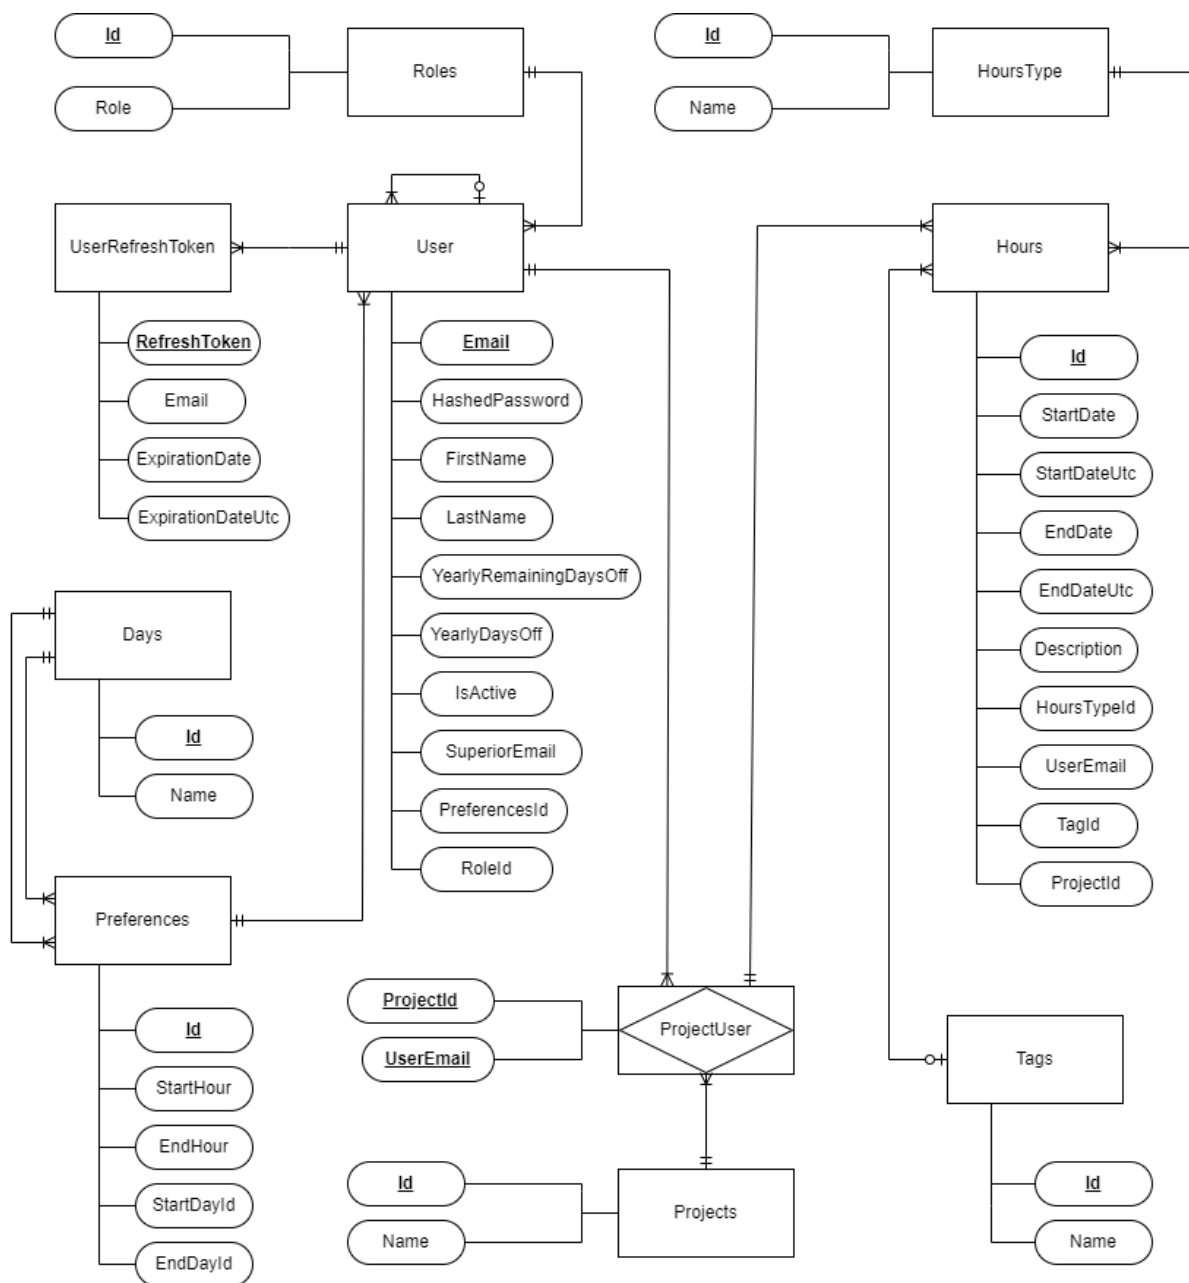 Id
Roles
Role
Id
HoursType
Name
UserRefreshToken
User
Hours
RefreshToken
Email
ExpirationDate
ExpirationDateUtc
Email
HashedPassword
FirstName
LastName
YearlyRemainingDaysOff
YearlyDaysOff
IsActive
SuperiorEmail
PreferencesId
RoleId
Id
StartDate
StartDateUtc
EndDate
EndDateUtc
Description
HoursTypeId
UserEmail
TagId
ProjectId
Days
Id
Name
Preferences
Id
StartHour
EndHour
StartDayId
EndDayId
ProjectId
UserEmail
ProjectUser
Id
Name
Projects
Tags
Id
Name